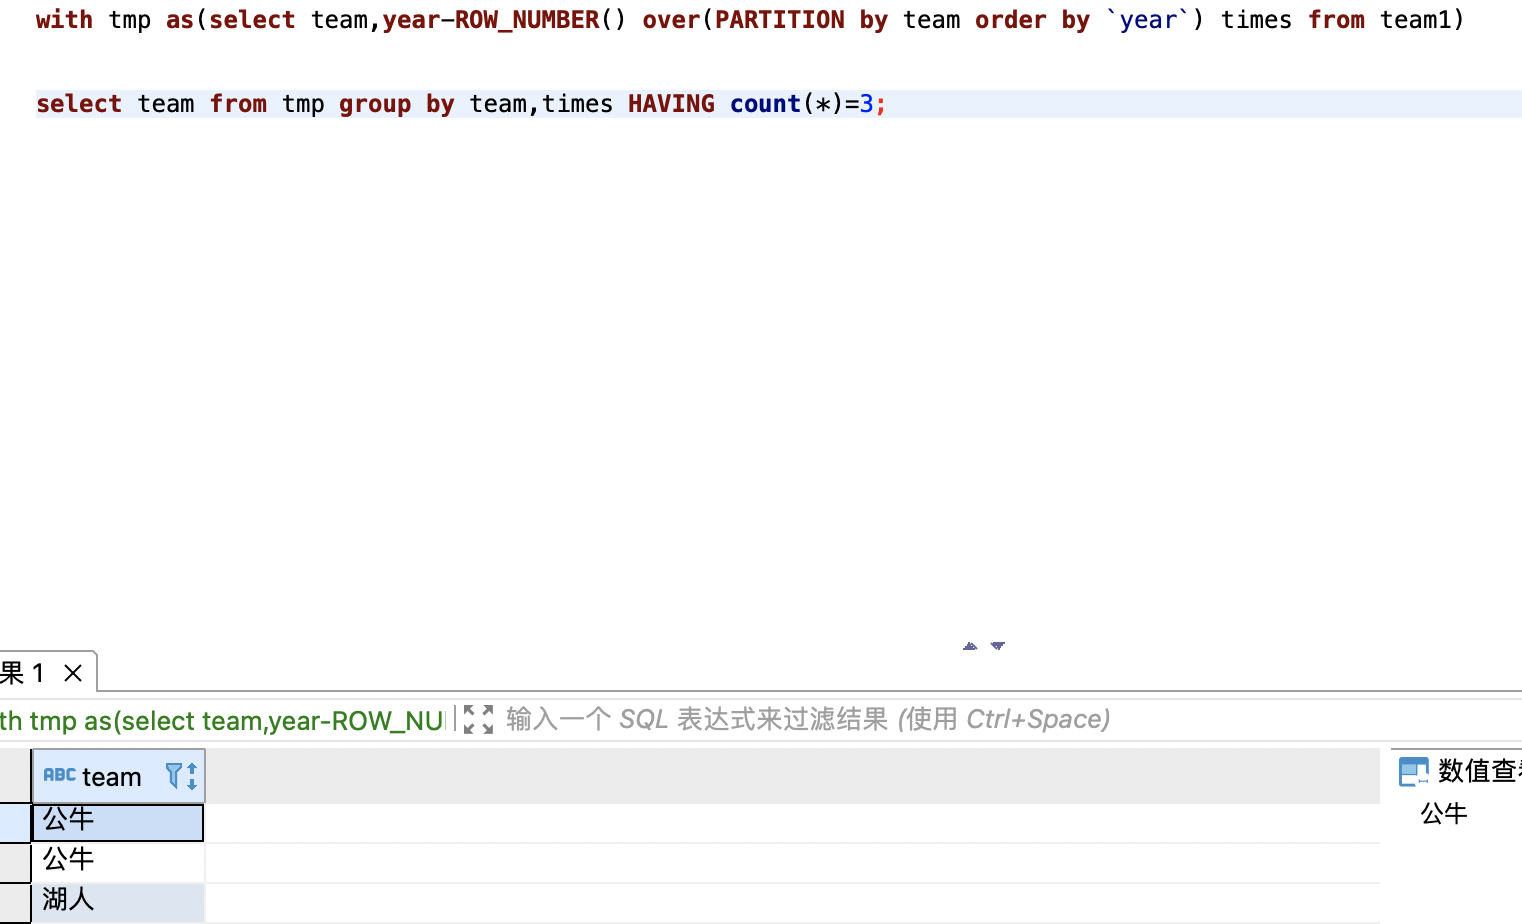 with tmp as(select team,year-ROW_NUMBER() over(PARTITION by team order by `year`) times from team1)
select team from tmp group by team,times HAVING count(*)=3;
果 1
th tmp as(select team,year-ROW_NU
输入一个 SQL 表达式来过滤结果 (使用 Ctrl+Space)
ABC team
数值查
公牛
公牛
公牛
湖人